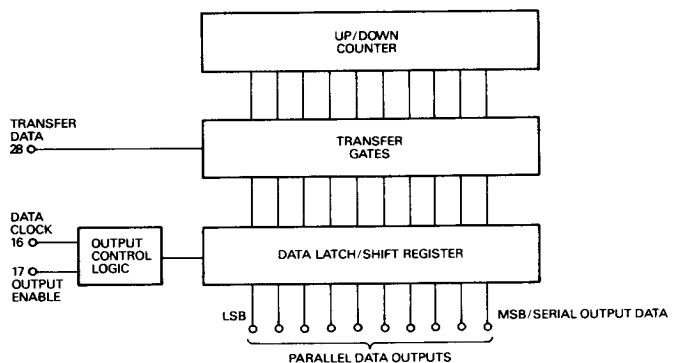 UP/DOWN
COUNTER
TRANSFER
DATA
28
TRANSFER
GATES
DATA
CLOCK
16
OUTPUT
CONTROL
LOGIC
DATA LATCH/SHIFT REGISTER
17
OUTPUT
ENABLE
LSB
MSB/SERIAL OUTPUT DATA
PARALLEL DATA OUTPUTS